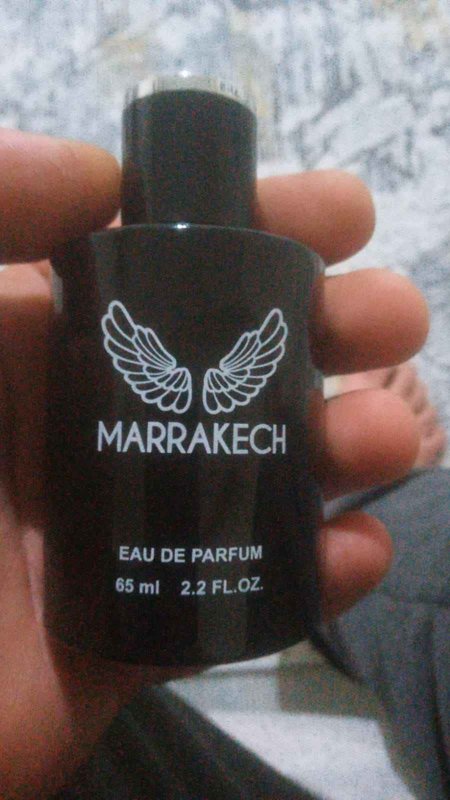 MARRAKECH
EAU DE PARFUM
65 ml 2.2 FL.OZ.